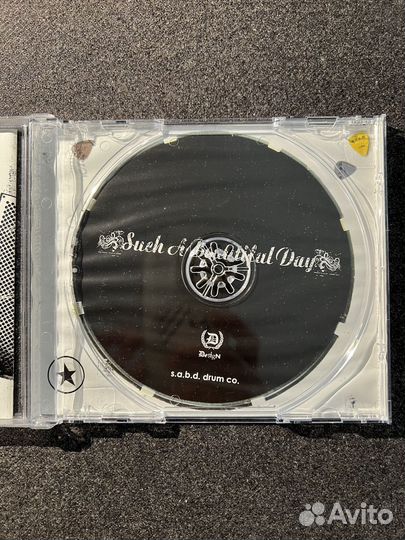 Such A Beautiful Day
D
DesigN
s.a.b.d. drum co.
Avito